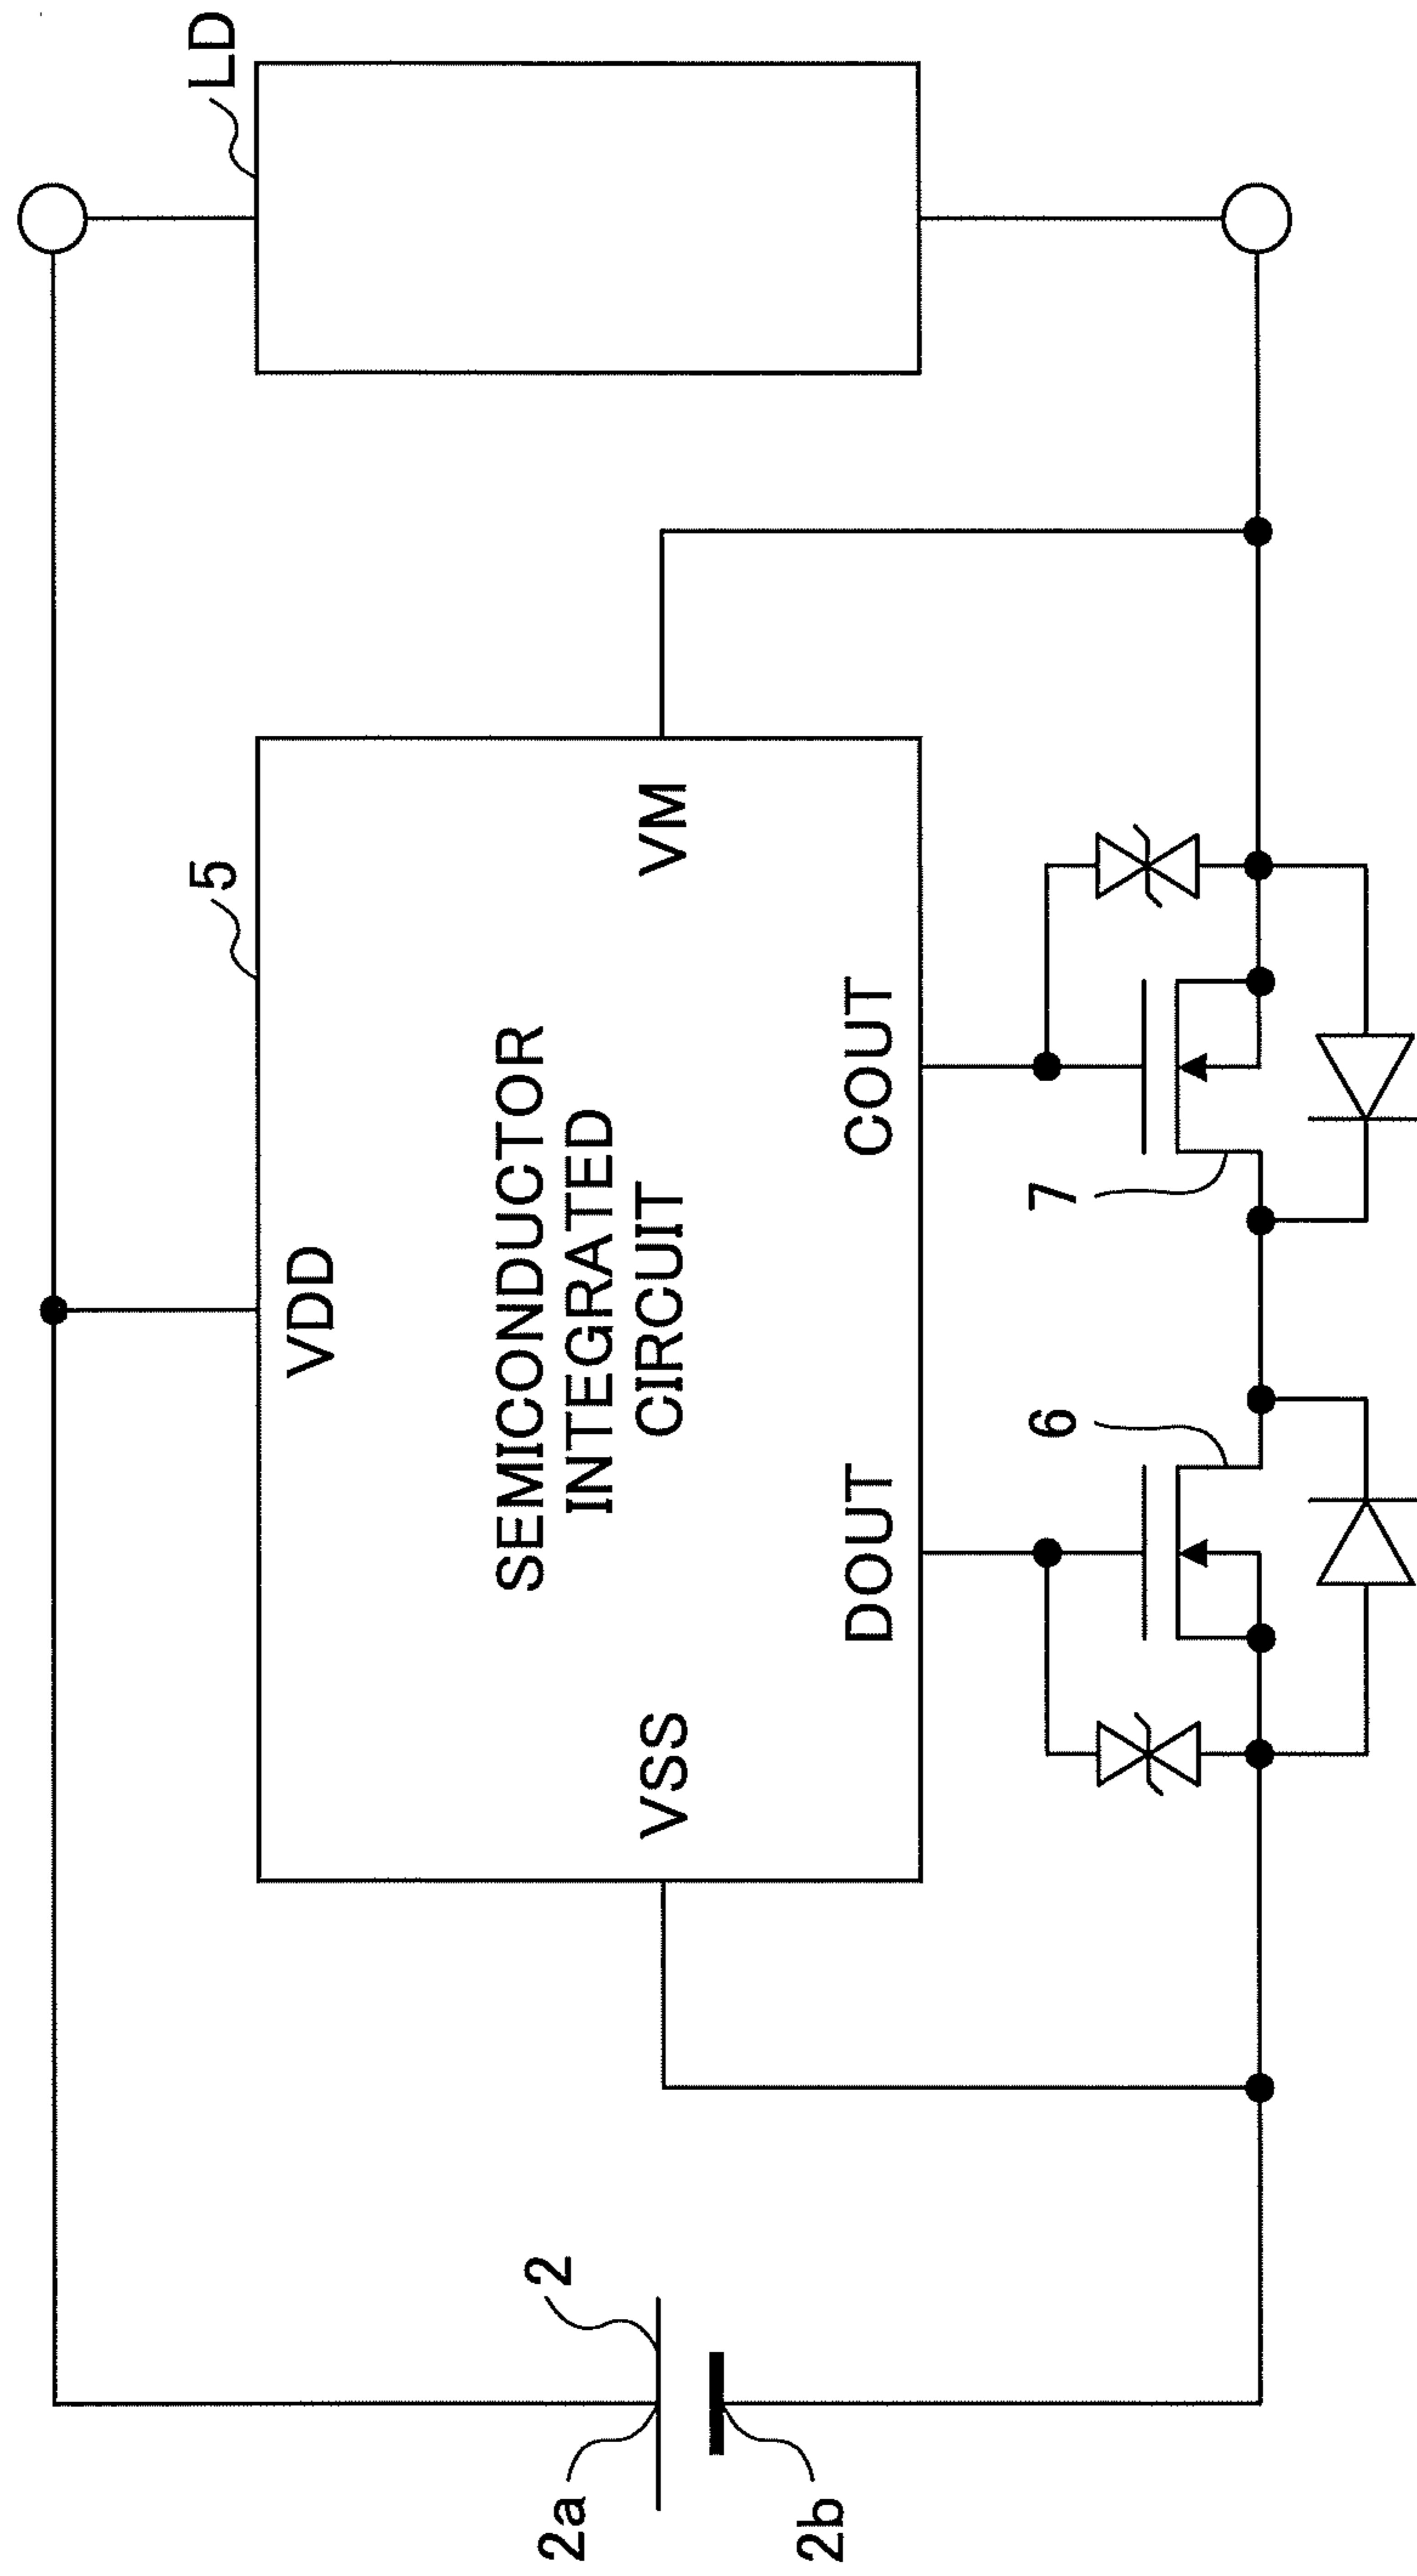 2
2a
2b
5
VDD
SEMICONDUCTOR
INTEGRATED
CIRCUIT
VSS
VM
DOUT
COUT
6
7
LD